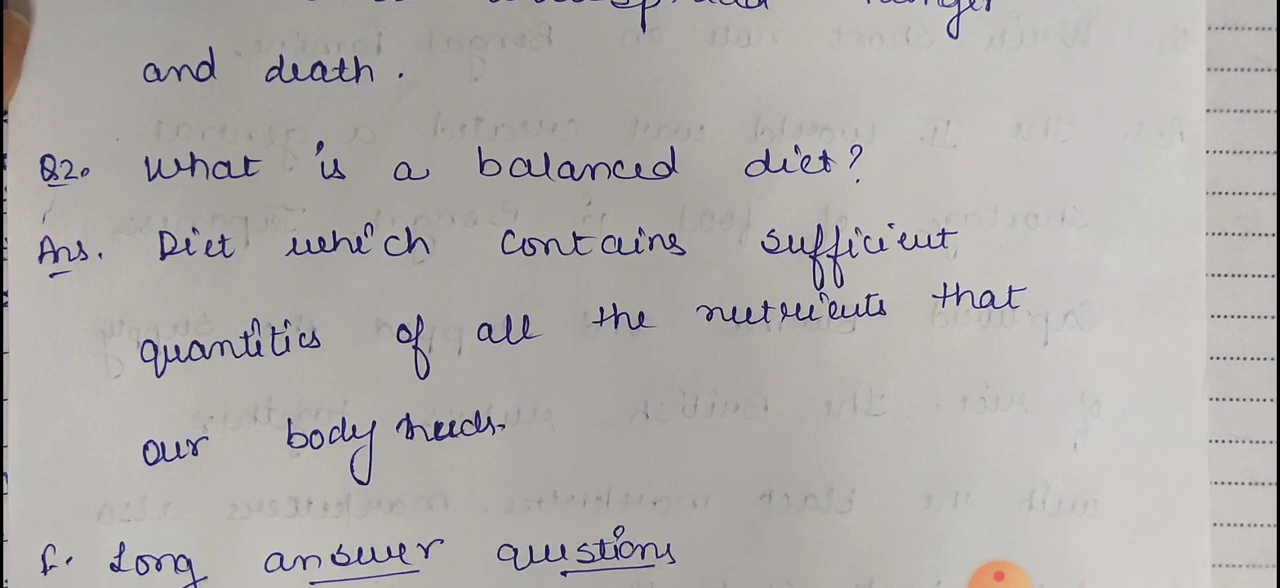 and death.
Q2. What is a balanced diet?
Ans. Diet which contains sufficient
quantities of all the nutrients that
our body needs.
f. Long answer questions